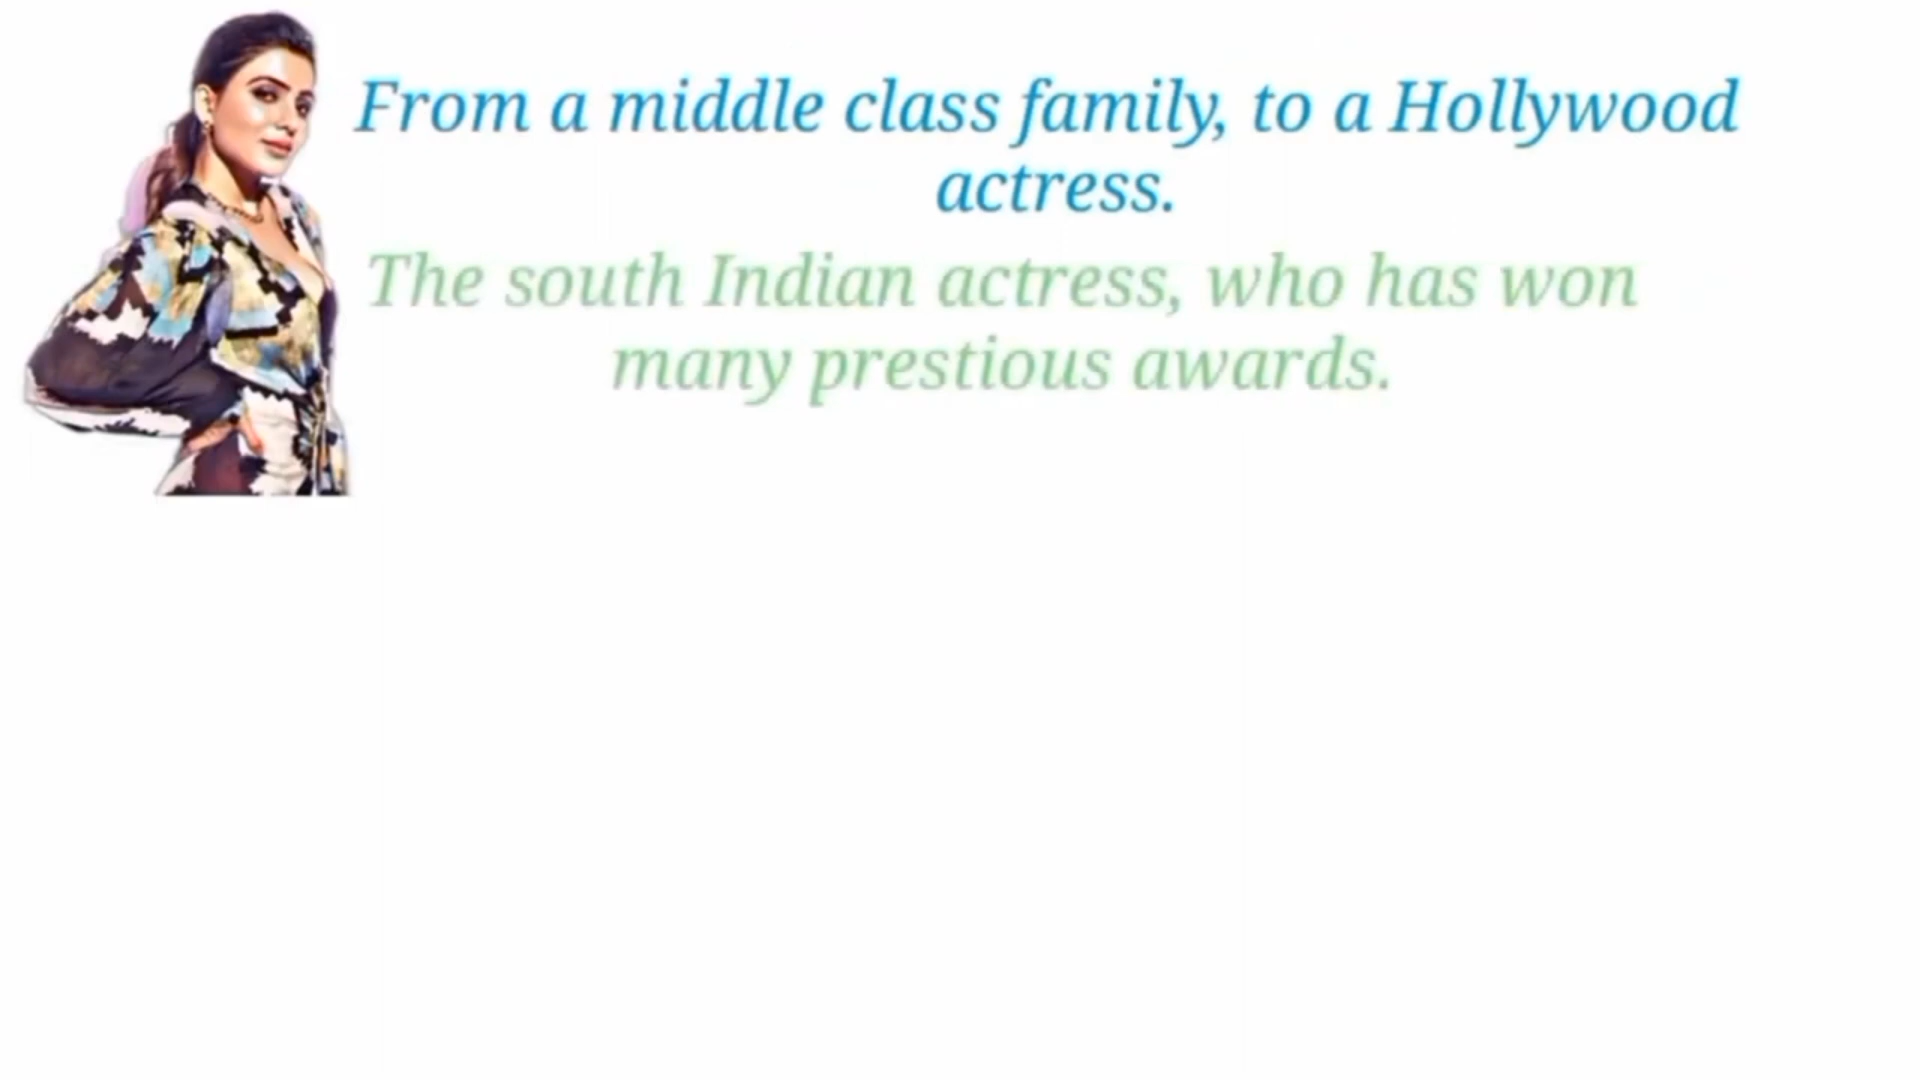 From a middle class family, to a Hollywood
actress.
The south Indian actress, who has won
many prestious awards.